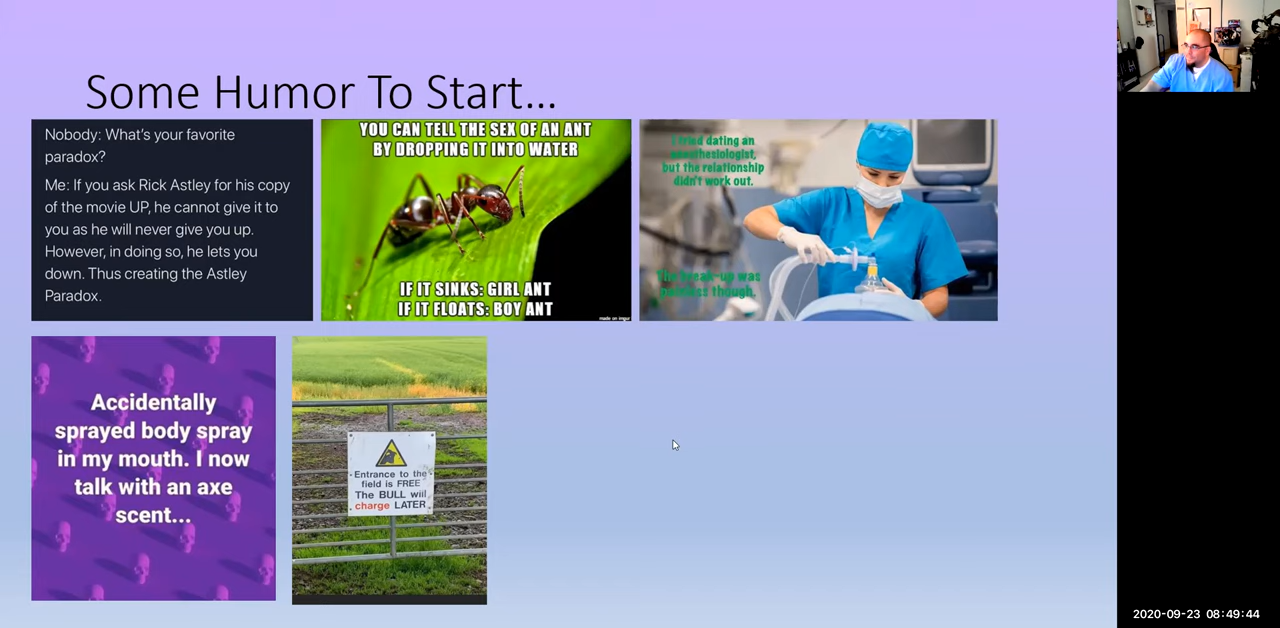 Some Humor To Start...
Nobody: What's your favorite
paradox?
Me: If you ask Rick Astley for his copy
of the movie UP, he cannot give it to
you as he will never give you up.
However, in doing so, he lets you
down. Thus creating the Astley
Paradox.
YOU CAN TELL THE SEX OF AN ANT
BY DROPPING IT INTO WATER
IF IT SINKS: GIRL ANT
IF IT FLOATS: BOY ANT
made on imgur
I tried dating an
anesthesiologist,
but the relationship
didn't work out.
The break-up was
painless though.
Accidentally
sprayed body spray
in my mouth. I now
talk with an axe
scent...
Entrance to the
field is FREE
The BULL will
charge LATER
2020-09-23 08:49:44